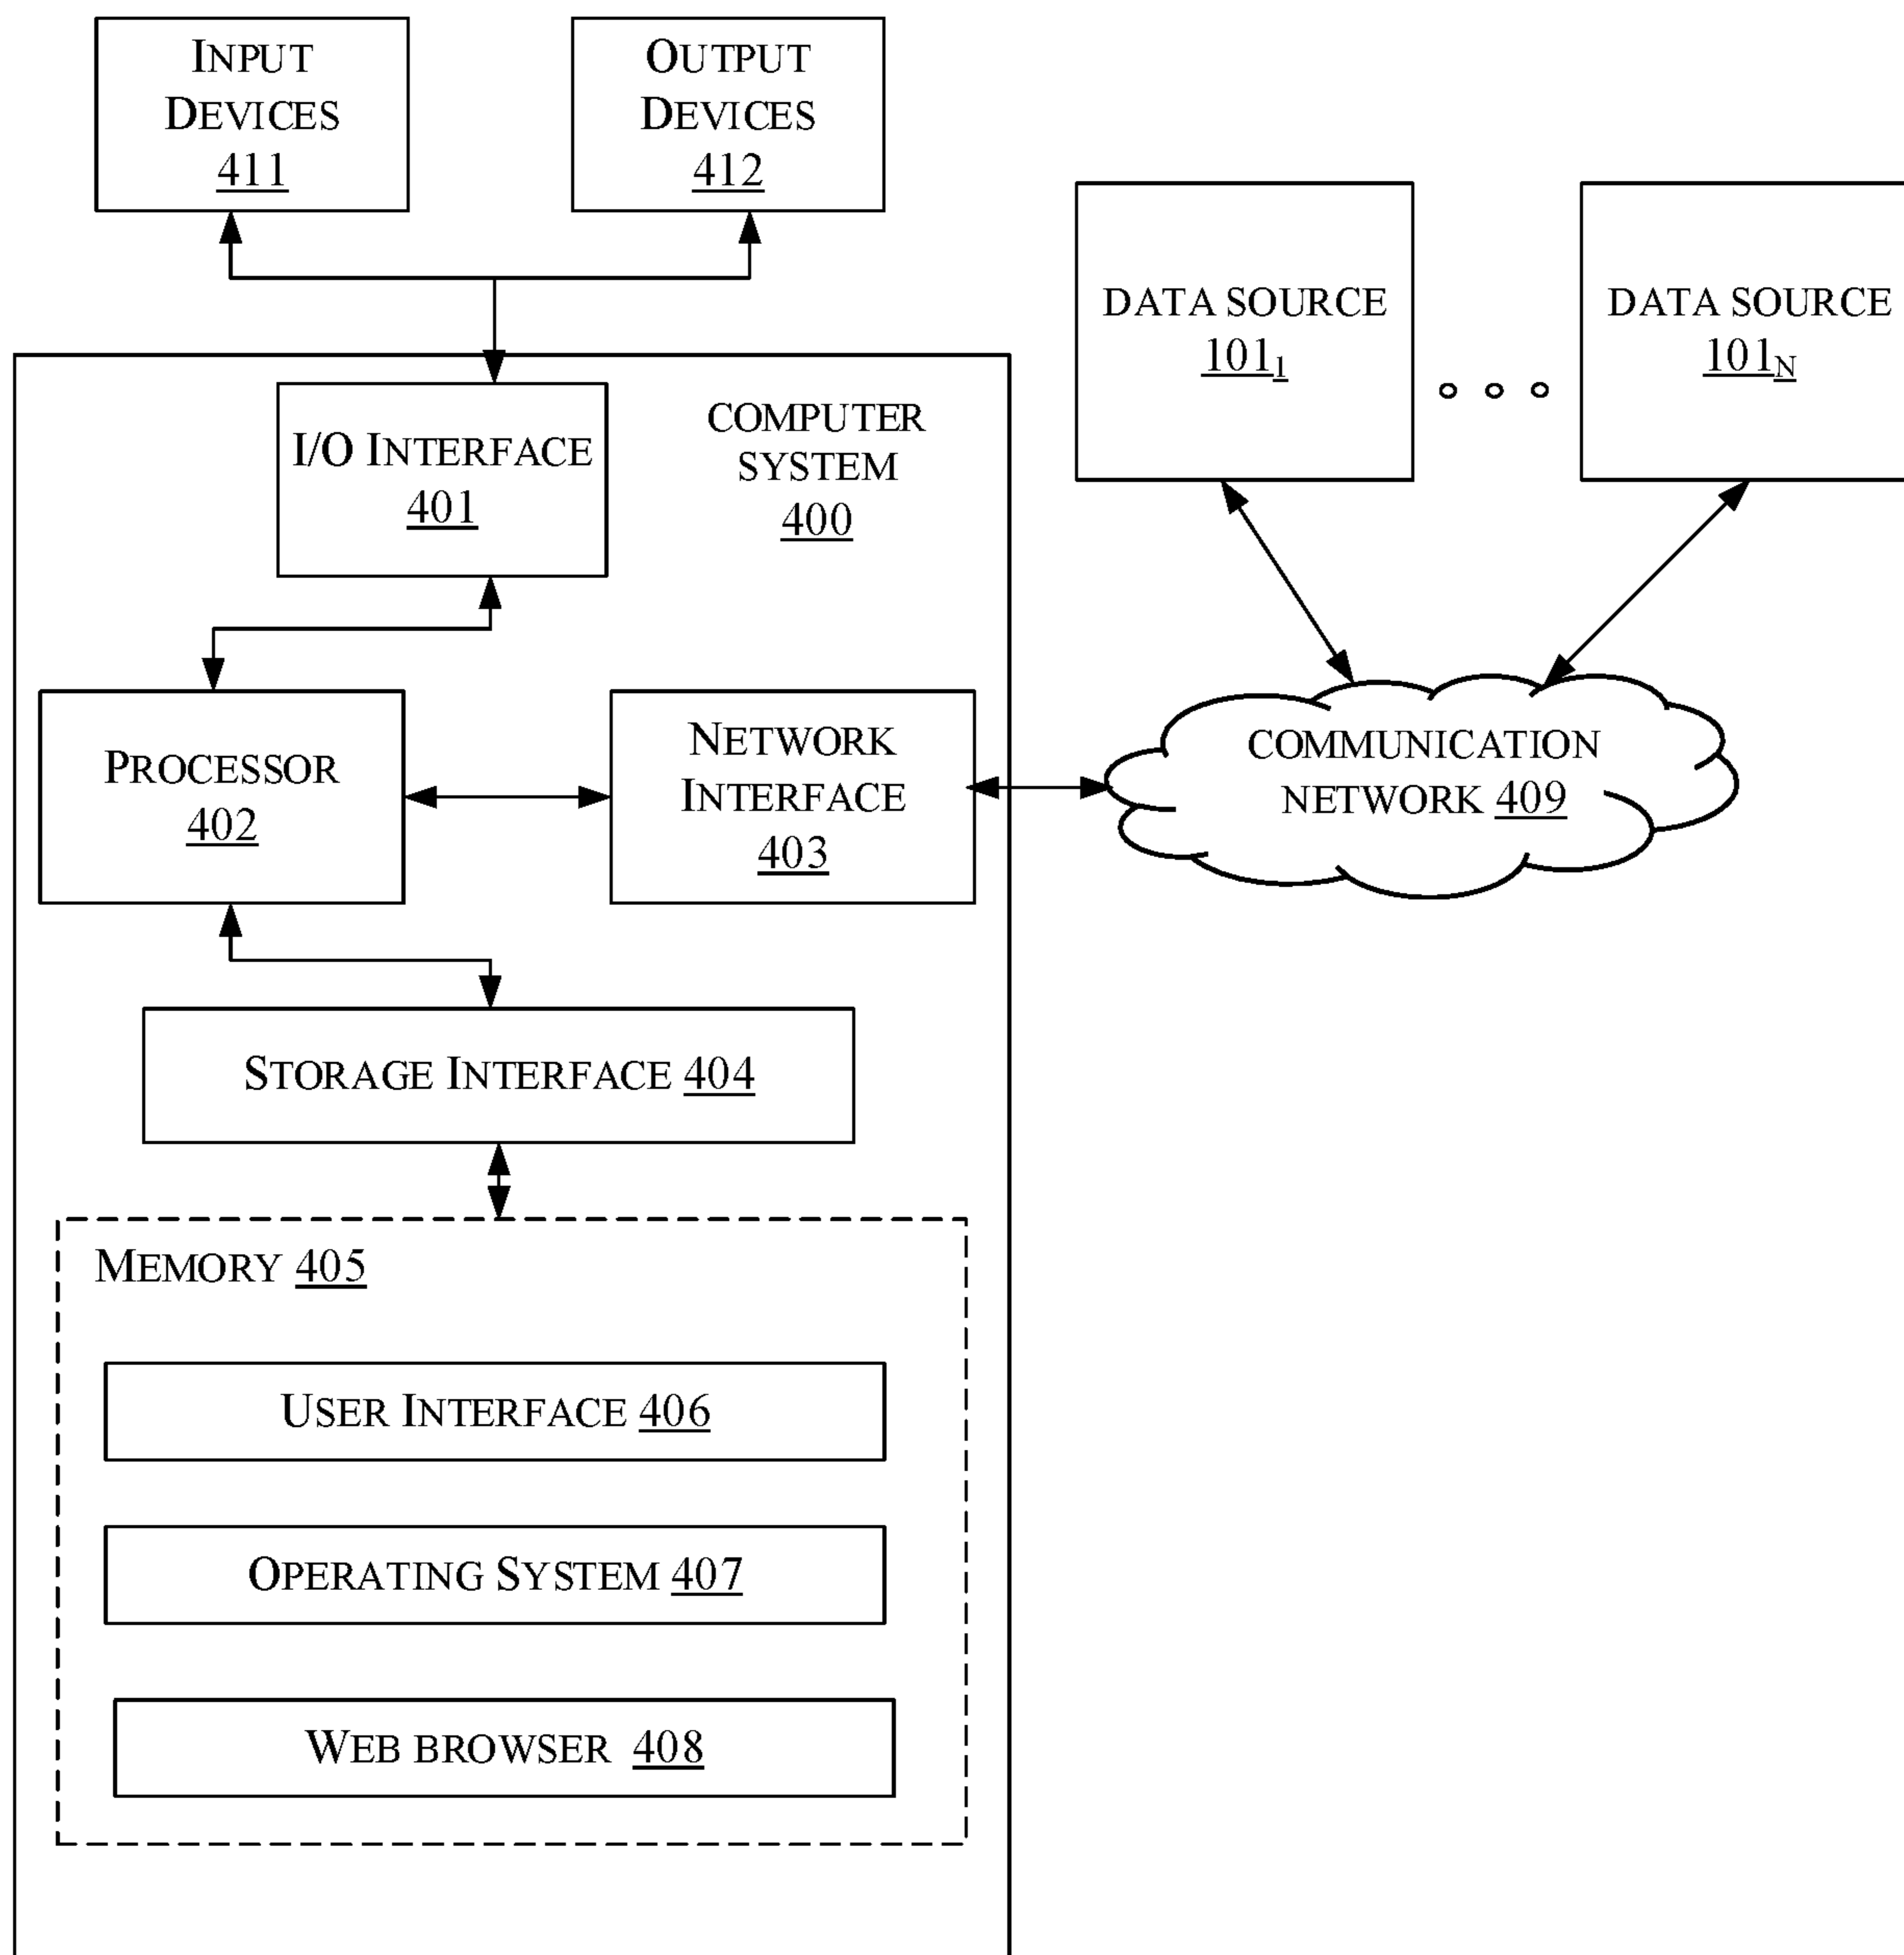 INPUT
DEVICES
411
OUTPUT
DEVICES
412
DATA SOURCE
101₁
DATA SOURCE
101N
I/O INTERFACE
401
COMPUTER
SYSTEM
400
PROCESSOR
402
NETWORK
INTERFACE
403
COMMUNICATION
NETWORK 409
STORAGE INTERFACE 404
MEMORY 405
USER INTERFACE 406
OPERATING SYSTEM 407
WEB BROWSER 408